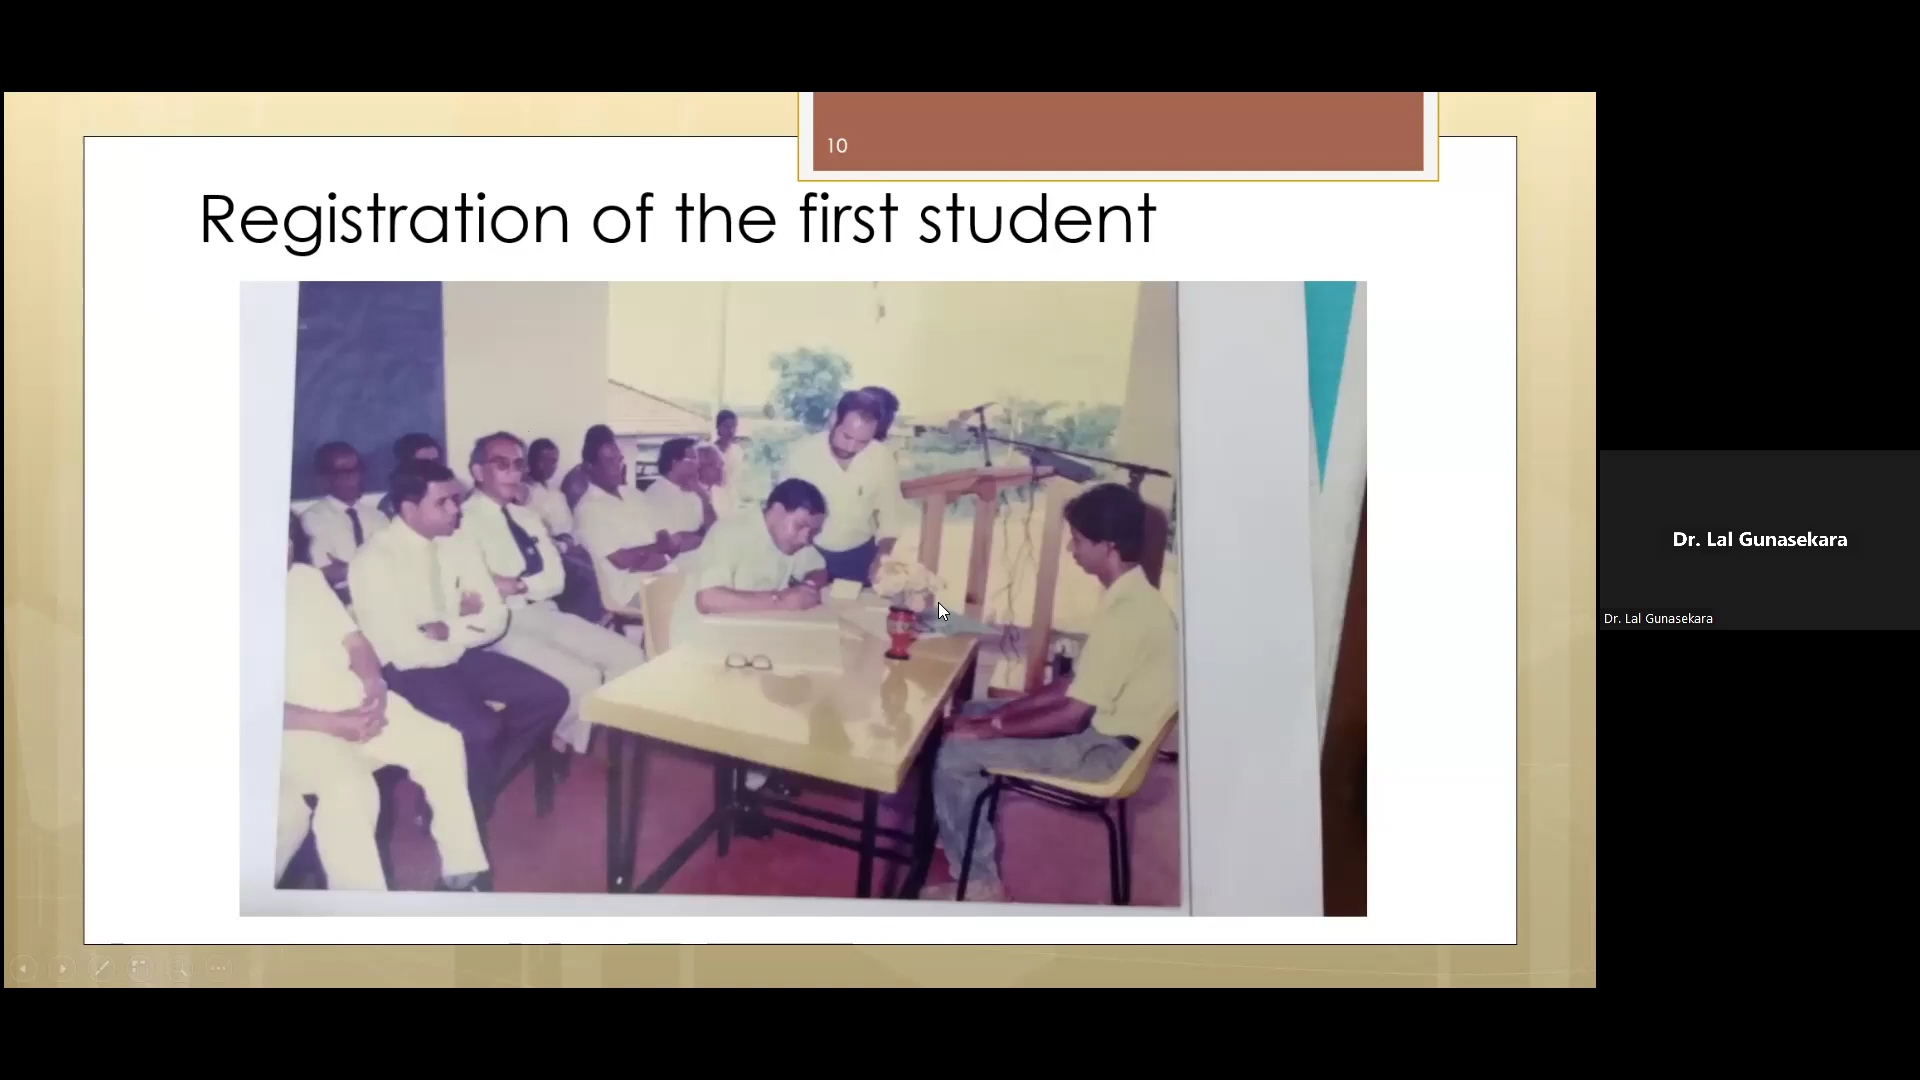 10
Registration of the first student
Dr. Lal Gunasekara
Dr. Lal Gunasekara